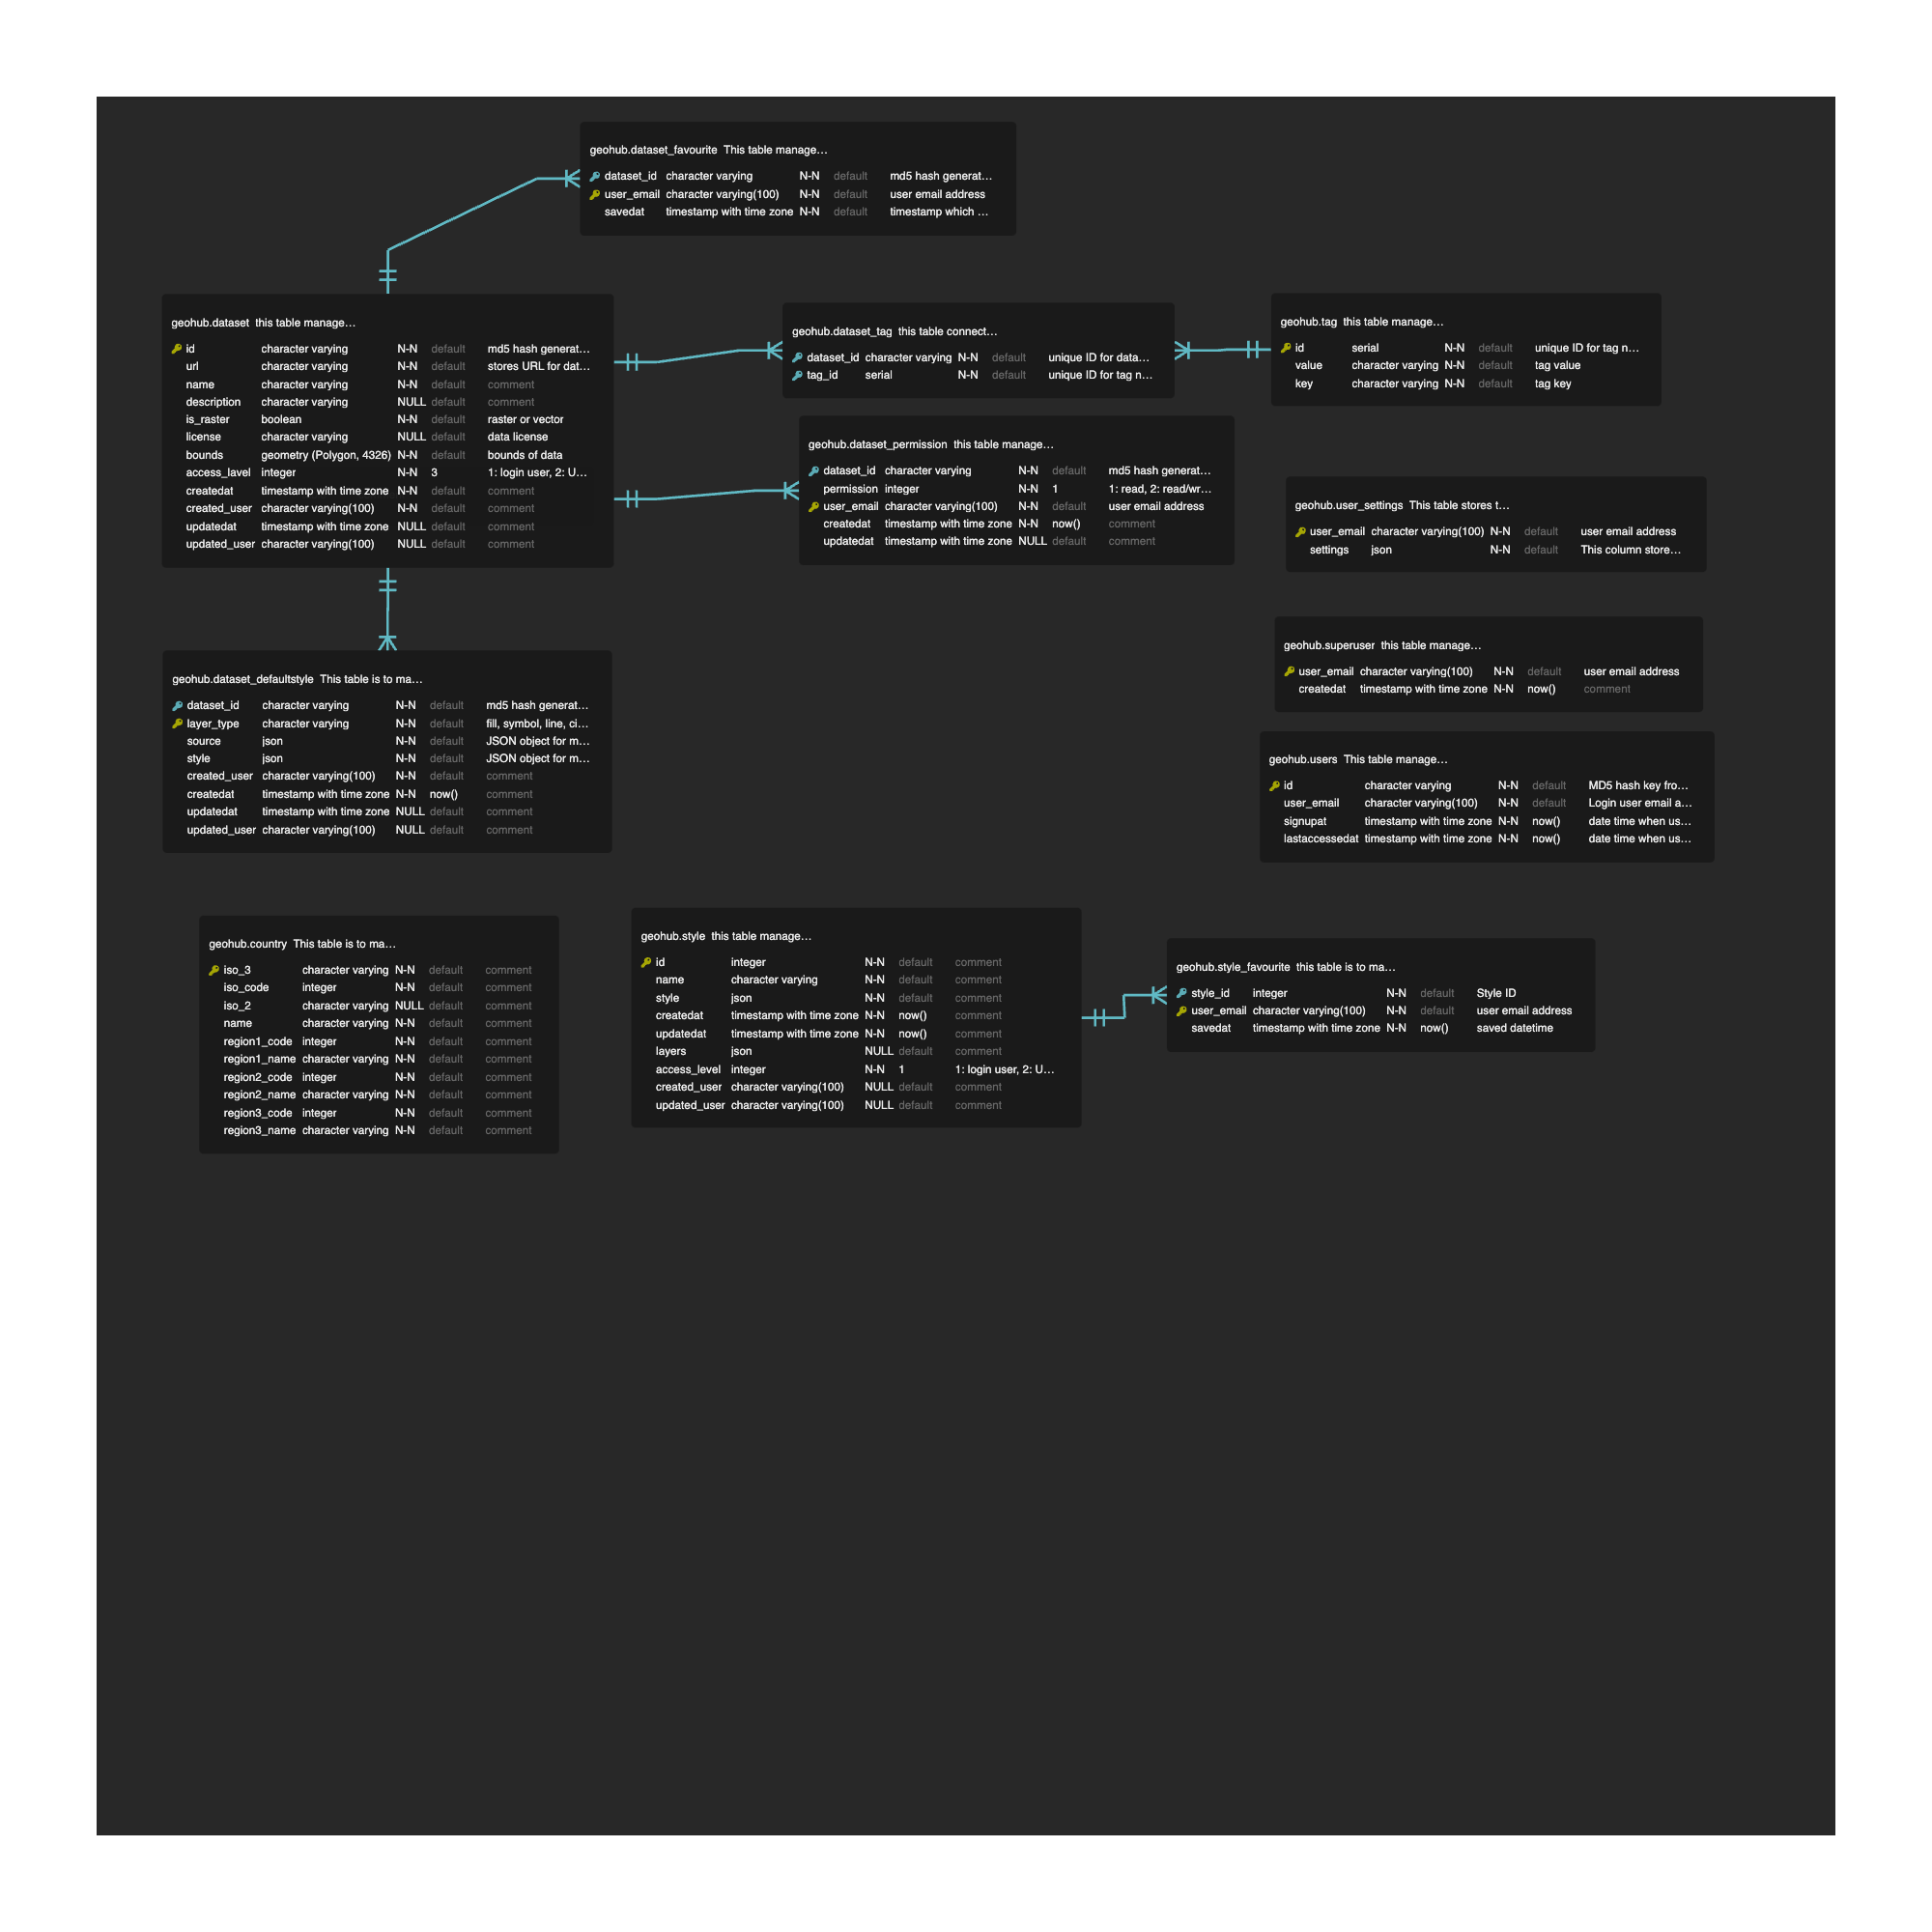 geohub.dataset_favourite This table manage...
dataset_id character varying N-N default md5 hash generat...
user_email character varying(100) N-N default user email address
savedat timestamp with time zone N-N default timestamp which ...
geohub.dataset this table manage...
id character varying N-N default md5 hash generat...
url character varying N-N default stores URL for dat...
name character varying N-N default comment
description character varying NULL default comment
is_raster boolean N-N default raster or vector
license character varying NULL default data license
bounds geometry (Polygon, 4326) N-N default bounds of data
access_lavel integer N-N 3 1: login user, 2: U...
createdat timestamp with time zone N-N default comment
created_user character varying(100) N-N default comment
updatedat timestamp with time zone NULL default comment
updated_user character varying(100) NULL default comment
geohub.dataset_tag this table connect...
dataset_id character varying N-N default unique ID for data...
tag_id serial N-N default unique ID for tag n...
geohub.tag this table manage...
id serial N-N default unique ID for tag n...
value character varying N-N default tag value
key character varying N-N default tag key
geohub.dataset_permission this table manage...
dataset_id character varying N-N default md5 hash generat...
permission integer N-N 1 1: read, 2: read/wr...
user_email character varying(100) N-N default user email address
createdat timestamp with time zone N-N now() comment
updatedat timestamp with time zone NULL default comment
geohub.user_settings This table stores t...
user_email character varying(100) N-N default user email address
settings json N-N default This column store...
geohub.superuser this table manage...
user_email character varying(100) N-N default user email address
createdat timestamp with time zone N-N now() comment
geohub.dataset_defaultstyle This table is to ma...
dataset_id character varying N-N default md5 hash generat...
layer_type character varying N-N default fill, symbol, line, ci...
source json N-N default JSON object for m...
style json N-N default JSON object for m...
created_user character varying(100) N-N default comment
createdat timestamp with time zone N-N now() comment
updatedat timestamp with time zone NULL default comment
updated_user character varying(100) NULL default comment
geohub.users This table manage...
id character varying N-N default MD5 hash key fro...
user_email character varying(100) N-N default Login user email a...
signupat timestamp with time zone N-N now() date time when us...
lastaccessedat timestamp with time zone N-N now() date time when us...
geohub.country This table is to ma...
iso_3 character varying N-N default comment
iso_code integer N-N default comment
iso_2 character varying NULL default comment
name character varying N-N default comment
region1_code integer N-N default comment
region1_name character varying N-N default comment
region2_code integer N-N default comment
region2_name character varying N-N default comment
region3_code integer N-N default comment
region3_name character varying N-N default comment
geohub.style this table manage...
id integer N-N default comment
name character varying N-N default comment
style json N-N default comment
createdat timestamp with time zone N-N now() comment
updatedat timestamp with time zone N-N now() comment
layers json NULL default comment
access_level integer N-N 1 1: login user, 2: U...
created_user character varying(100) NULL default comment
updated_user character varying(100) NULL default comment
geohub.style_favourite this table is to ma...
style_id integer N-N default Style ID
user_email character varying(100) N-N default user email address
savedat timestamp with time zone N-N now() saved datetime